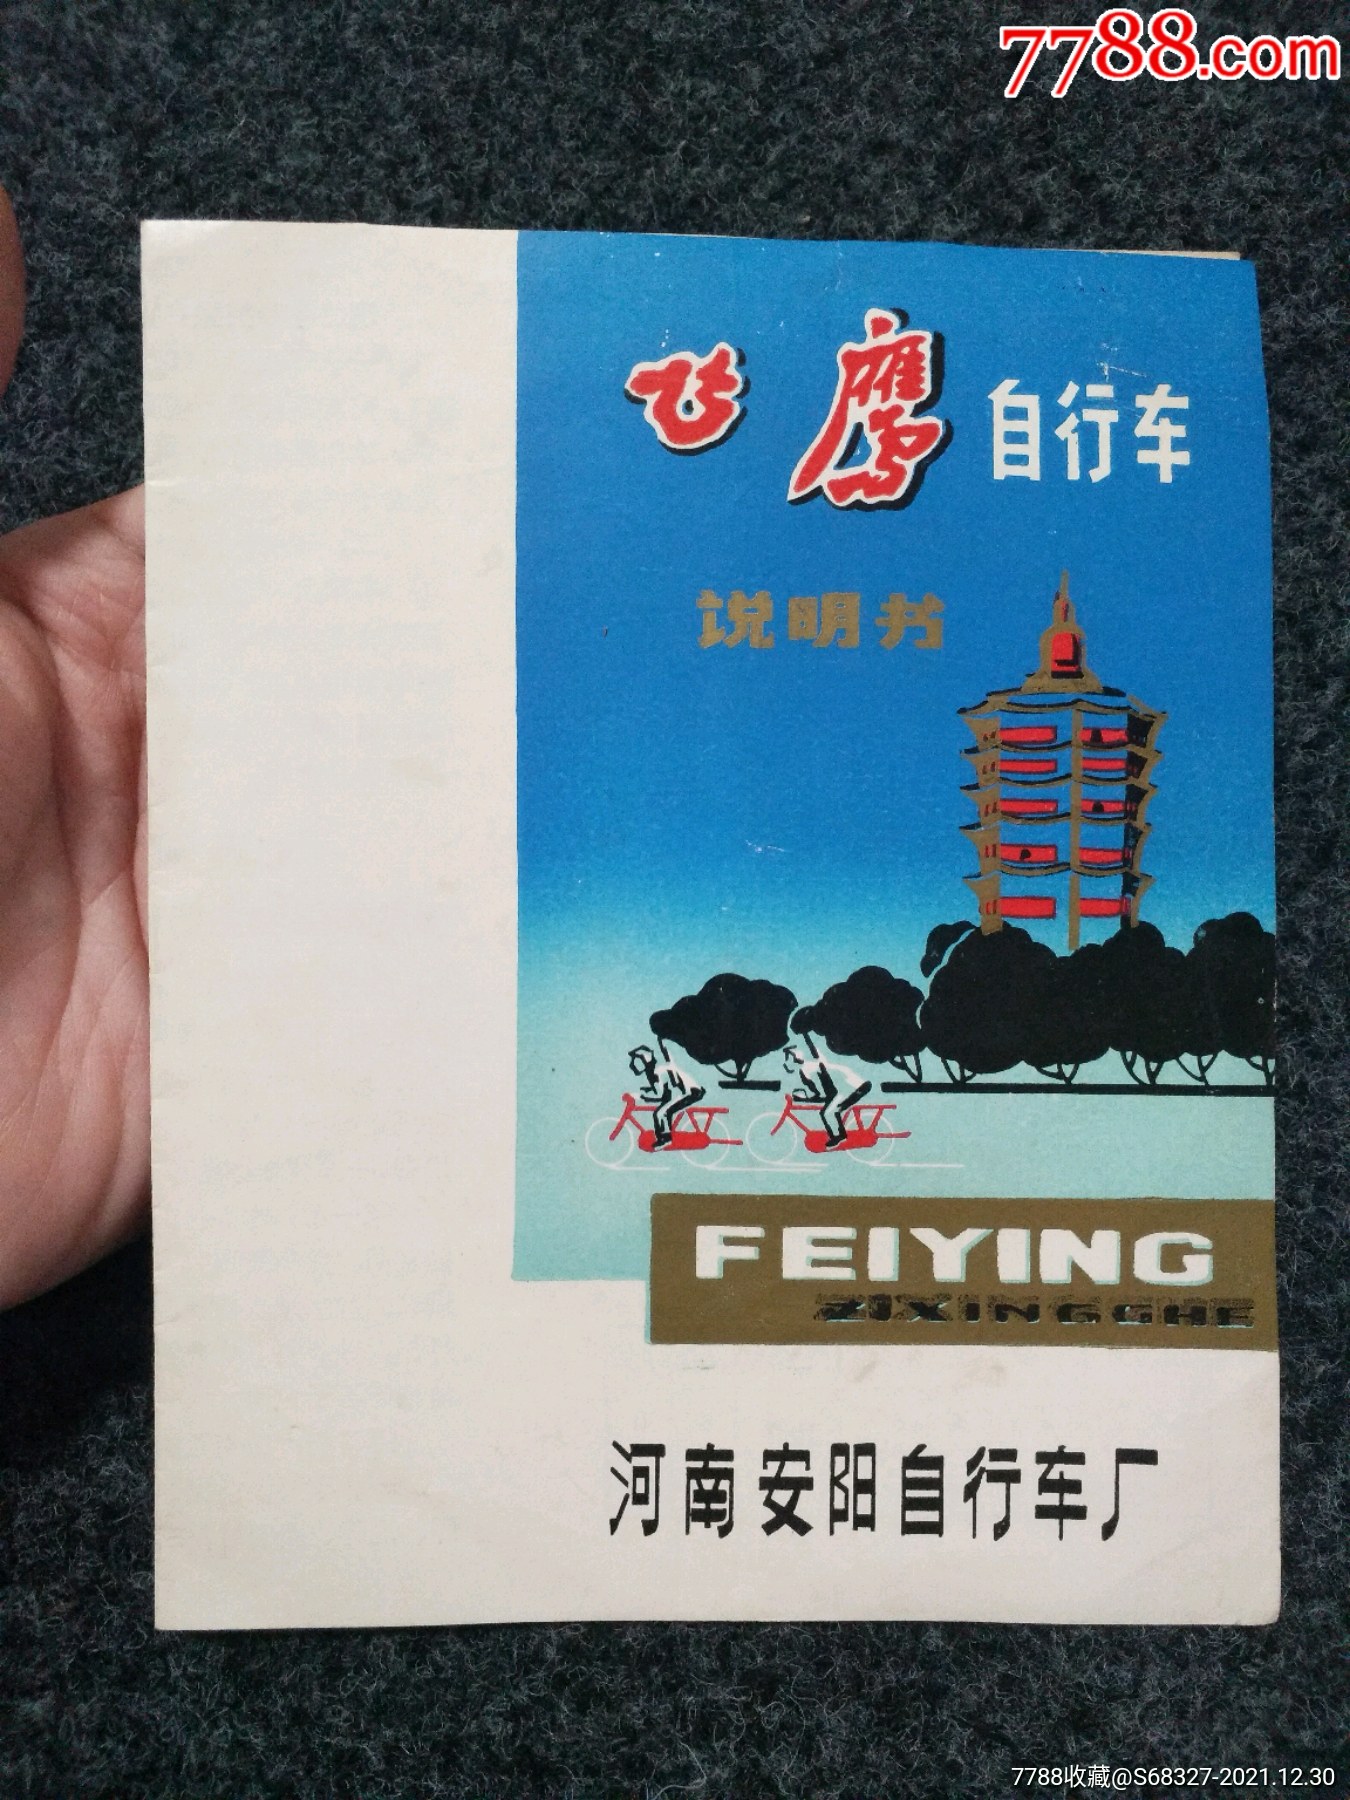 7788.com
飞鹰自行车
说明书
FEIYING
ZIXINGGHE
河南安阳自行车厂
7788收藏@S68327-2021.12.30